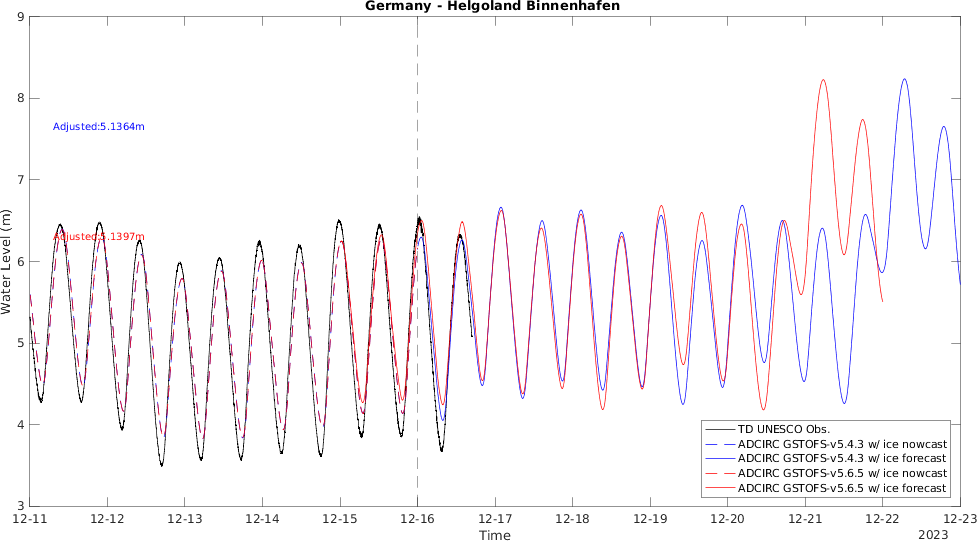 Germany - Helgoland Binnenhafen
9
8
7
6
5
4
3
Water Level (m)
Adjusted:5.1364m
Adjusted:5.1397m
TD UNESCO Obs.
ADCIRC GSTOFS-v5.4.3 w/ ice nowcast
ADCIRC GSTOFS-v5.4.3 w/ ice forecast
ADCIRC GSTOFS-v5.6.5 w/ ice nowcast
ADCIRC GSTOFS-v5.6.5 w/ ice forecast
12-11 12-12 12-13 12-14 12-15 12-16 12-17 12-18 12-19 12-20 12-21 12-22 12-23
Time
2023